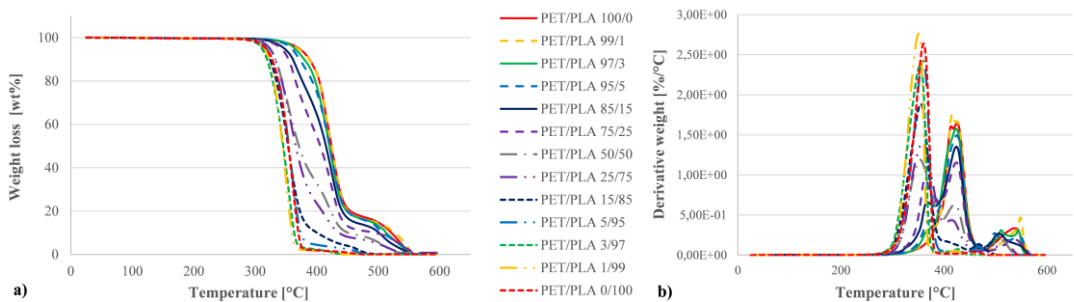 Weight loss [wt%]
100
80
60
40
20
0
0 100 200 300 400 500 600
Temperature [°C]
a)
PET/PLA 100/0
PET/PLA 99/1
PET/PLA 97/3
PET/PLA 95/5
PET/PLA 85/15
PET/PLA 75/25
PET/PLA 50/50
PET/PLA 25/75
PET/PLA 15/85
PET/PLA 5/95
PET/PLA 3/97
PET/PLA 1/99
PET/PLA 0/100
Derivative weight [%/°C]
3,00E+00
2,50E+00
2,00E+00
1,50E+00
1,00E+00
5,00E-01
0,00E+00
0 200 400 600
Temperature [°C]
b)